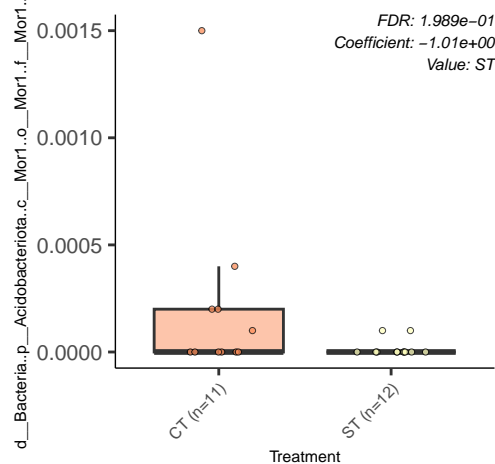 d__Bacteria..p__Acidobacteriota..c__Mor1..o__Mor1..f__Mor1..
0.0015
0.0010
0.0005
0.0000
FDR: 1.989e−01
Coefficient: −1.01e+00
Value: ST
CT (n=11)
ST (n=12)
Treatment